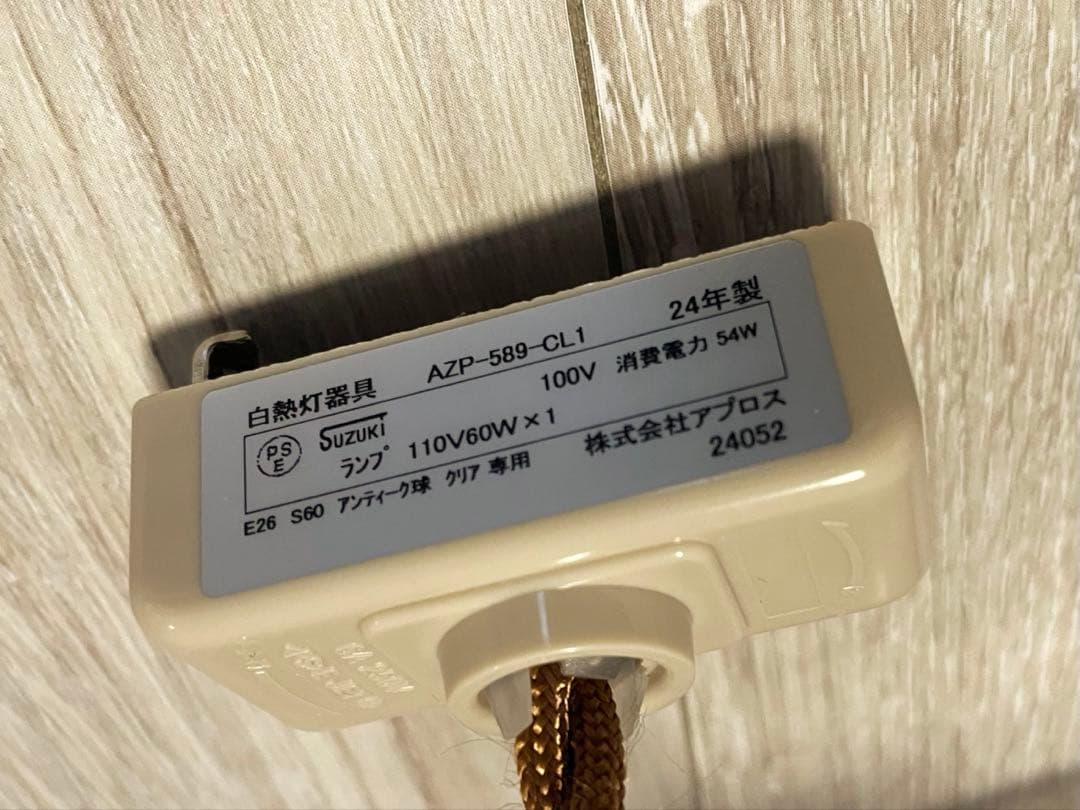 白熱灯器具 AZP-589-CL1 24年製
PS
E
SUZUKI
100V 消費電力 54W
ランプ 110V60W×1
E26 S60 アンティーク球 クリア 専用
株式会社アプロス
24052